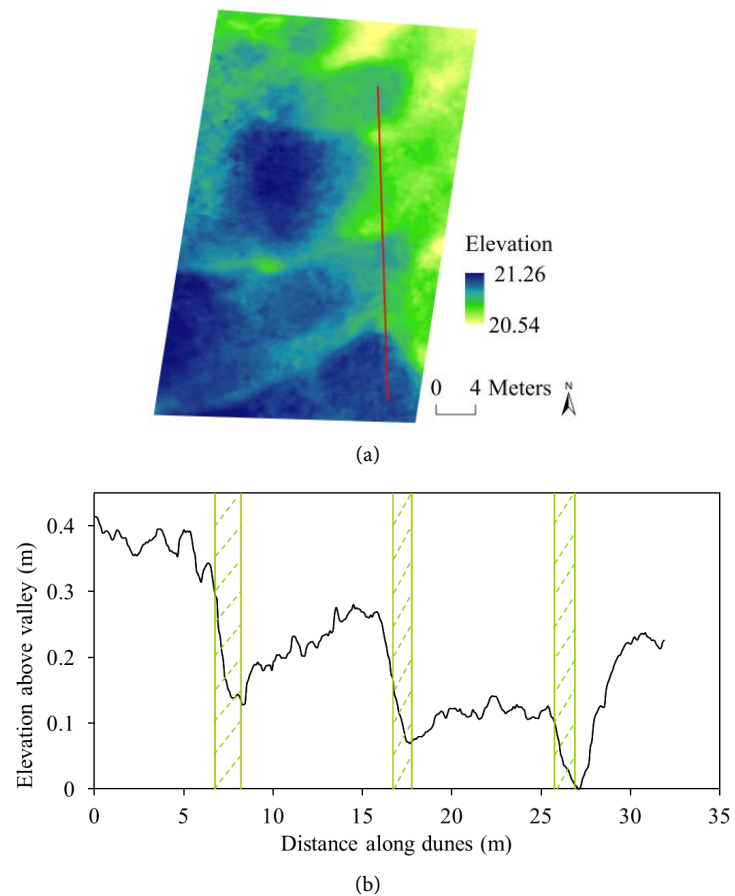 Elevation
21.26
20.54
0 4 Meters
N
(a)
Elevation above valley (m)
0.4
0.3
0.2
0.1
0
0 5 10 15 20 25 30 35
Distance along dunes (m)
(b)